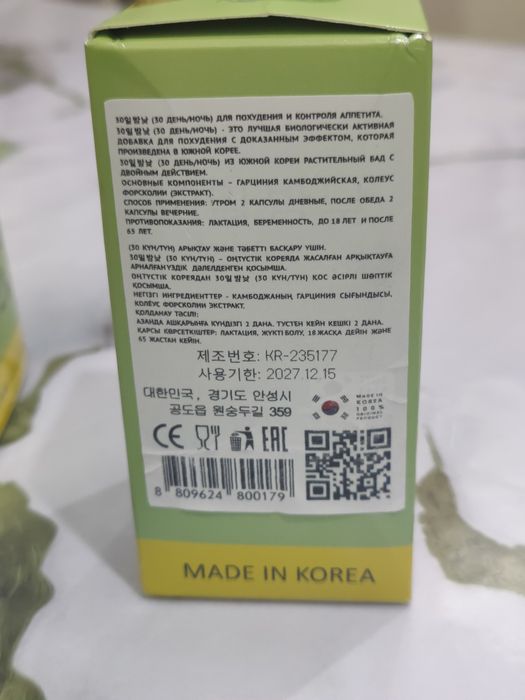 30일밤낮 (30 ДЕНЬ/НОЧЬ) ДЛЯ ПОХУДЕНИЯ И КОНТРОЛЯ АППЕТИТА.
30일밤낮 (30 ДЕНЬ/НОЧЬ) - ЭТО ЛУЧШАЯ БИОЛОГИЧЕСКИ АКТИВНАЯ
ДОБАВКА ДЛЯ ПОХУДЕНИЯ С ДОКАЗАННЫМ ЭФФЕКТОМ, КОТОРАЯ
ПРОИЗВЕДЕНА В ЮЖНОЙ КОРЕЕ.
30일밤낮 (30 ДЕНЬ/НОЧЬ) ИЗ ЮЖНОЙ КОРЕИ РАСТИТЕЛЬНЫЙ БАД С
ДВОЙНЫМ ДЕЙСТВИЕМ.
ОСНОВНЫЕ КОМПОНЕНТЫ - ГАРЦИНИЯ КАМБОДЖИЙСКАЯ, КОЛЕУС
ФОРСКОЛИИ (ЭКСТРАКТ).
СПОСОБ ПРИМЕНЕНИЯ: УТРОМ 2 КАПСУЛЫ ДНЕВНЫЕ, ПОСЛЕ ОБЕДА 2
КАПСУЛЫ ВЕЧЕРНИЕ.
ПРОТИВОПОКАЗАНИЯ: ЛАКТАЦИЯ, БЕРЕМЕННОСТЬ, ДО 18 ЛЕТ И ПОСЛЕ
65 ЛЕТ.
(30 КҮН/ТҮН) АРЫҚТАУ ЖӘНЕ ТӘБЕТТІ БАСҚАРУ ҮШІН.
30일밤낮 (30 КҮН/ТҮН) - ОҢТҮСТІК КОРЕЯДА ЖАСАЛҒАН АРҚЫҚТАУҒА
АРНАЛҒАН ҮЗДІК ДӘЛЕЛДЕНГЕН ҚОСЫМША.
ОҢТҮСТІК КОРЕЯДАН 30일밤낮 (30 КҮН/ТҮН) ҚОС ӘСЕРЛІ ШӨПТІК
ҚОСЫМША.
НЕГІЗГІ ИНГРЕДИЕНТТЕР - КАМБОДЖАНЫҢ ГАРЦИНИЯ СЫҒЫНДЫСЫ,
КОЛЕУС ФОРСКОЛИИ ЭКСТРАКТ.
ҚОЛДАНУ ТӘСІЛІ:
АЗАНДА АШҚАРЫНҒА КҮНДІЗГІ 2 ДАНА. ТҮСТЕН КЕЙІН КЕШКІ 2 ДАНА.
ҚАРСЫ КӨРСЕТКІШТЕР: ЛАКТАЦИЯ, ЖҮКТІ БОЛУ, 18 ЖАСҚА ДЕЙІН ЖӘНЕ
65 ЖАСТАН КЕЙІН.
제조번호: KR-235177
사용기한: 2027.12.15
대한민국, 경기도 안성시
공도읍 원승두길 359
MADE IN
KOREA
100%
ORIGINAL
PRODUCT
CE EAC
8 809624 800179
MADE IN KOREA